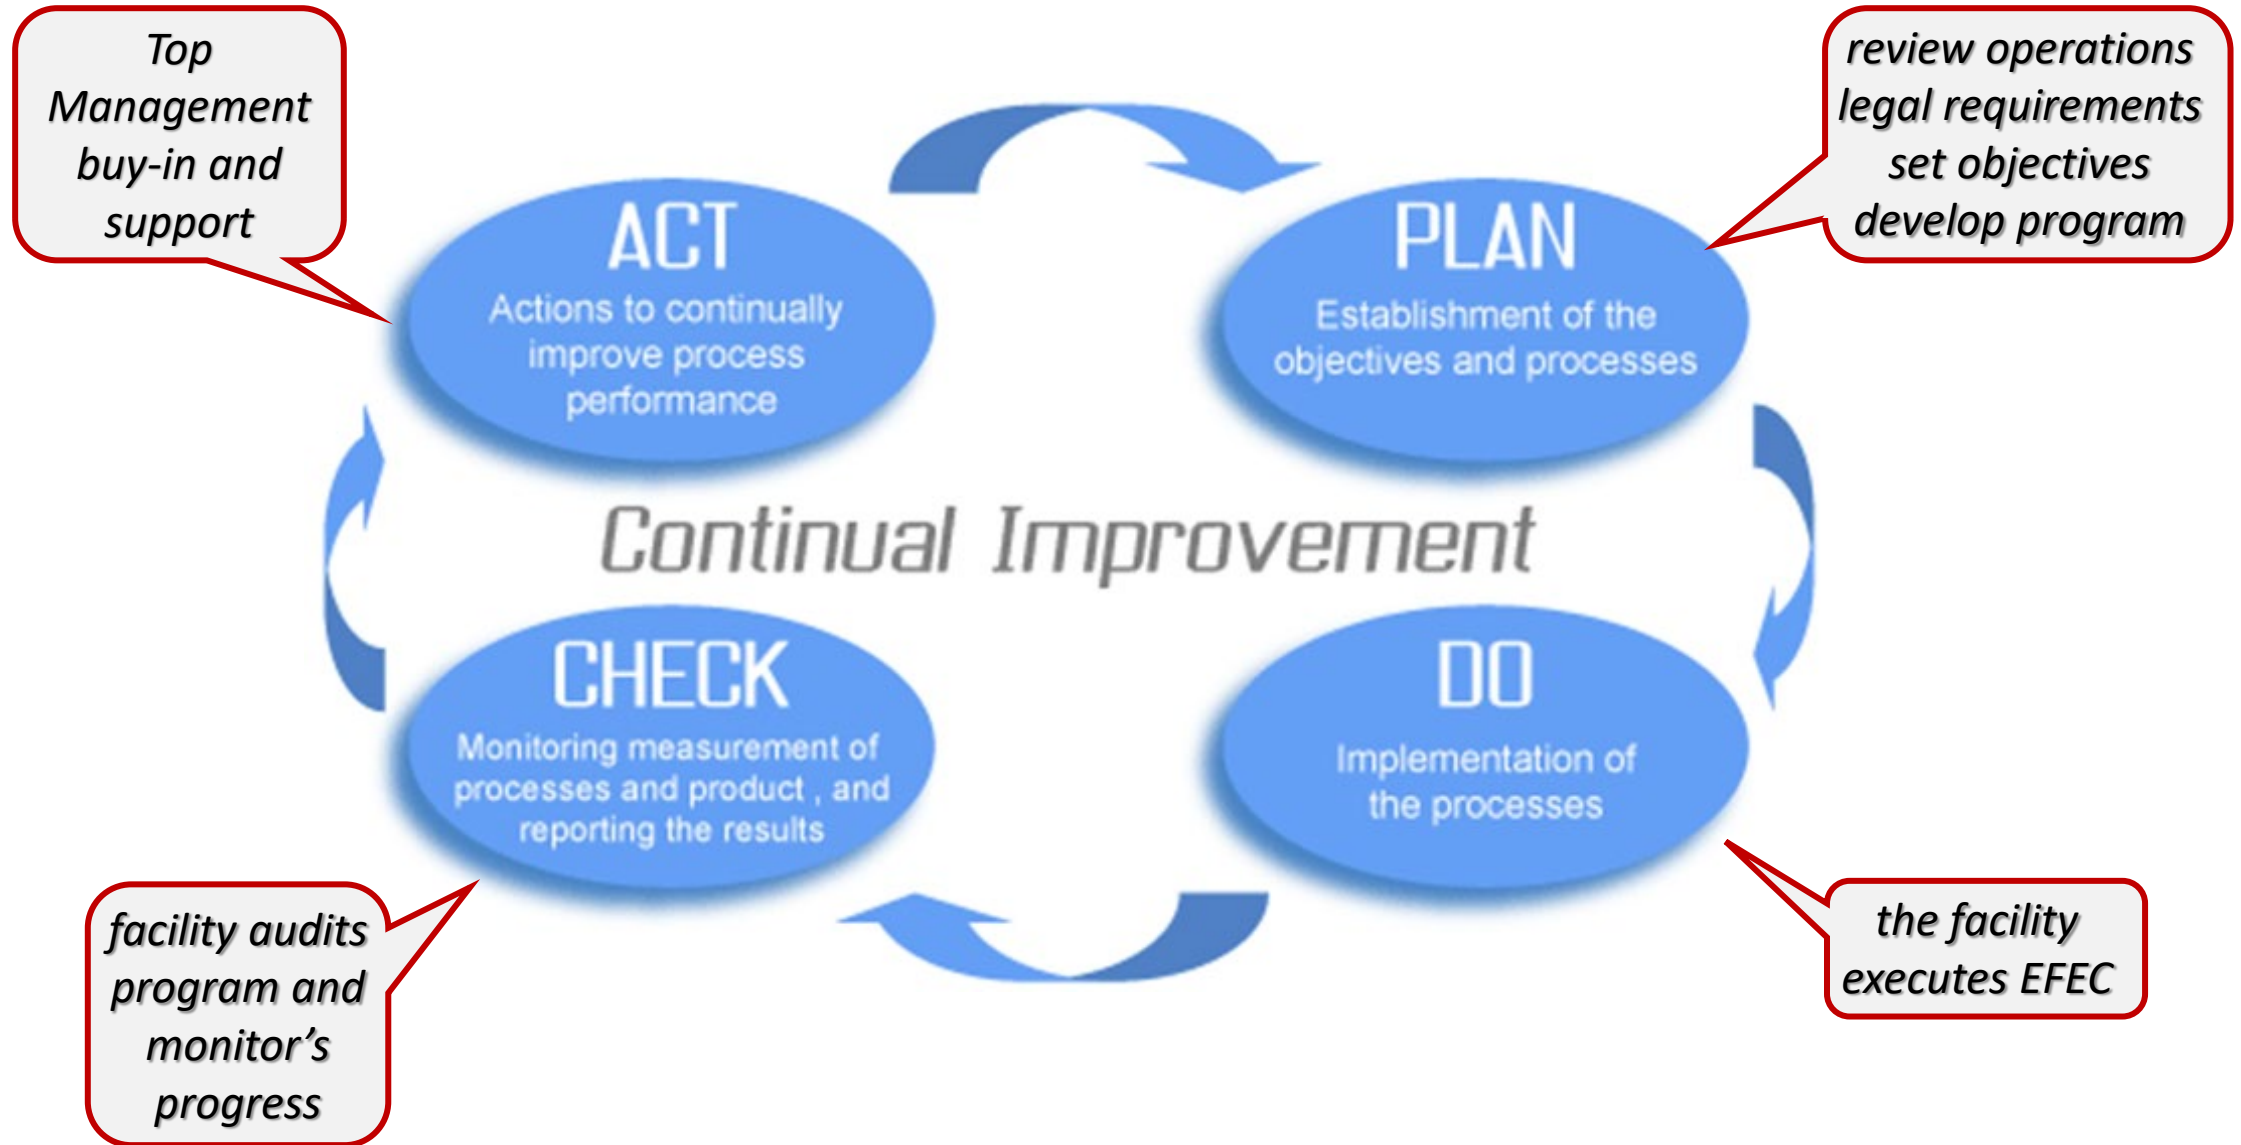 Top
Management
buy-in and
support
review operations
legal requirements
set objectives
develop program
ACT
Actions to continually
improve process
performance
PLAN
Establishment of the
objectives and processes
Continual Improvement
CHECK
Monitoring measurement of
processes and product , and
reporting the results
DO
Implementation of
the processes
facility audits
program and
monitor’s
progress
the facility
executes EFEC